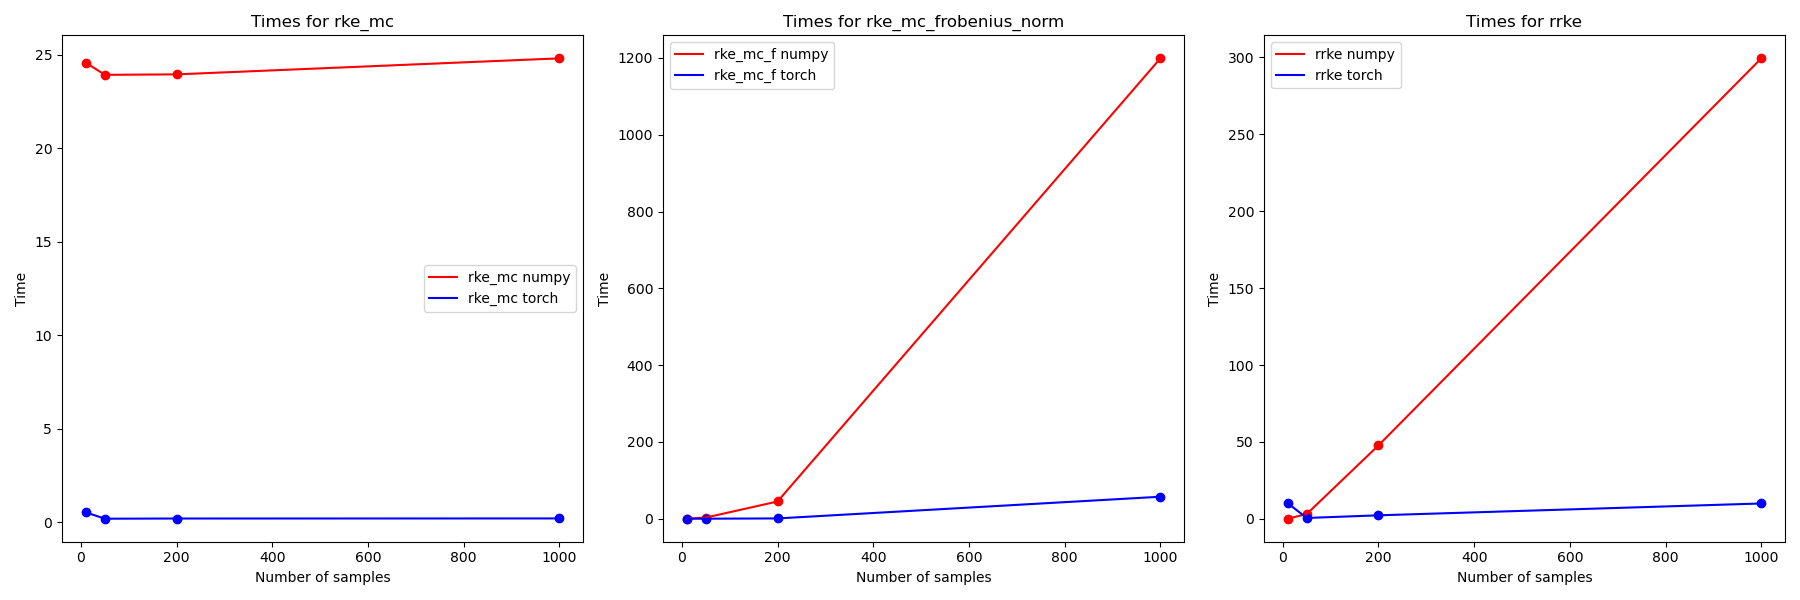 Times for rke_mc
25
20
15
10
5
0
Time
rke_mc numpy
rke_mc torch
0 200 400 600 800 1000
Number of samples
Times for rke_mc_frobenius_norm
rke_mc_f numpy
rke_mc_f torch
1200
1000
800
600
400
200
0
Time
0 200 400 600 800 1000
Number of samples
Times for rrke
rrke numpy
rrke torch
300
250
200
150
100
50
0
Time
0 200 400 600 800 1000
Number of samples